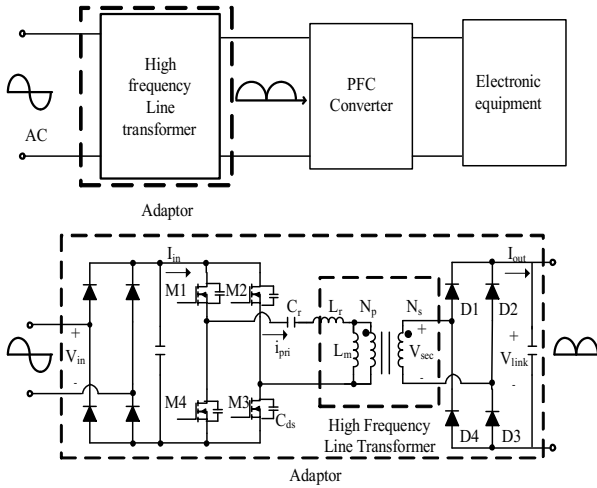 High
frequency
Line
transformer
PFC
Converter
Electronic
equipment
AC
Adaptor
I_in
M1 M2
C_r L_r N_p N_s
I_out
D1 D2
+ + +
V_in
i_pri
L_m
V_sec
V_link
- - -
M4 M3
C_ds
D4 D3
High Frequency
Line Transformer
Adaptor